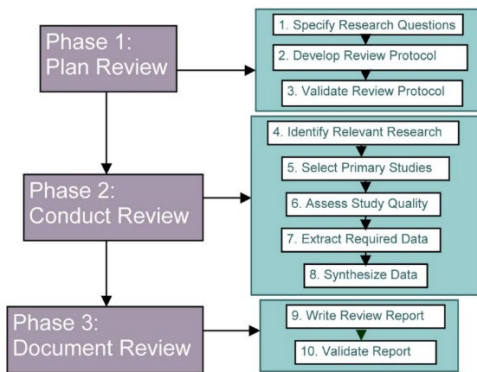 Phase 1:
Plan Review
1. Specify Research Questions
2. Develop Review Protocol
3. Validate Review Protocol
Phase 2:
Conduct Review
4. Identify Relevant Research
5. Select Primary Studies
6. Assess Study Quality
7. Extract Required Data
8. Synthesize Data
Phase 3:
Document Review
9. Write Review Report
10. Validate Report